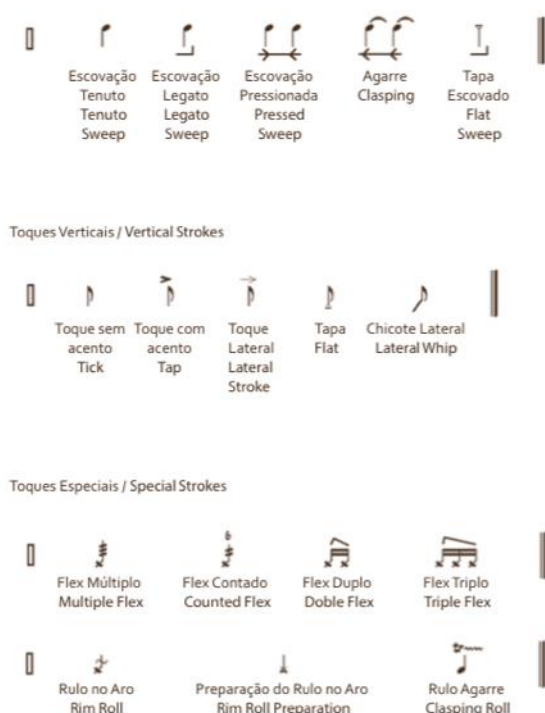 Escovação Escovação Escovação Agarre Tapa
Tenuto Legato Pressionada Clasping Escovado
Tenuto Legato Pressed Flat
Sweep Sweep Sweep Sweep
Toques Verticais / Vertical Strokes
Toque sem Toque com Toque Tapa Chicote Lateral
acento acento Lateral Flat Lateral Whip
Tick Tap Lateral
Stroke
Toques Especiais / Special Strokes
6
Flex Múltiplo Flex Contado Flex Duplo Flex Triplo
Multiple Flex Counted Flex Doble Flex Triple Flex
Rulo no Aro Preparação do Rulo no Aro Rulo Agarre
Rim Roll Rim Roll Preparation Clasping Roll